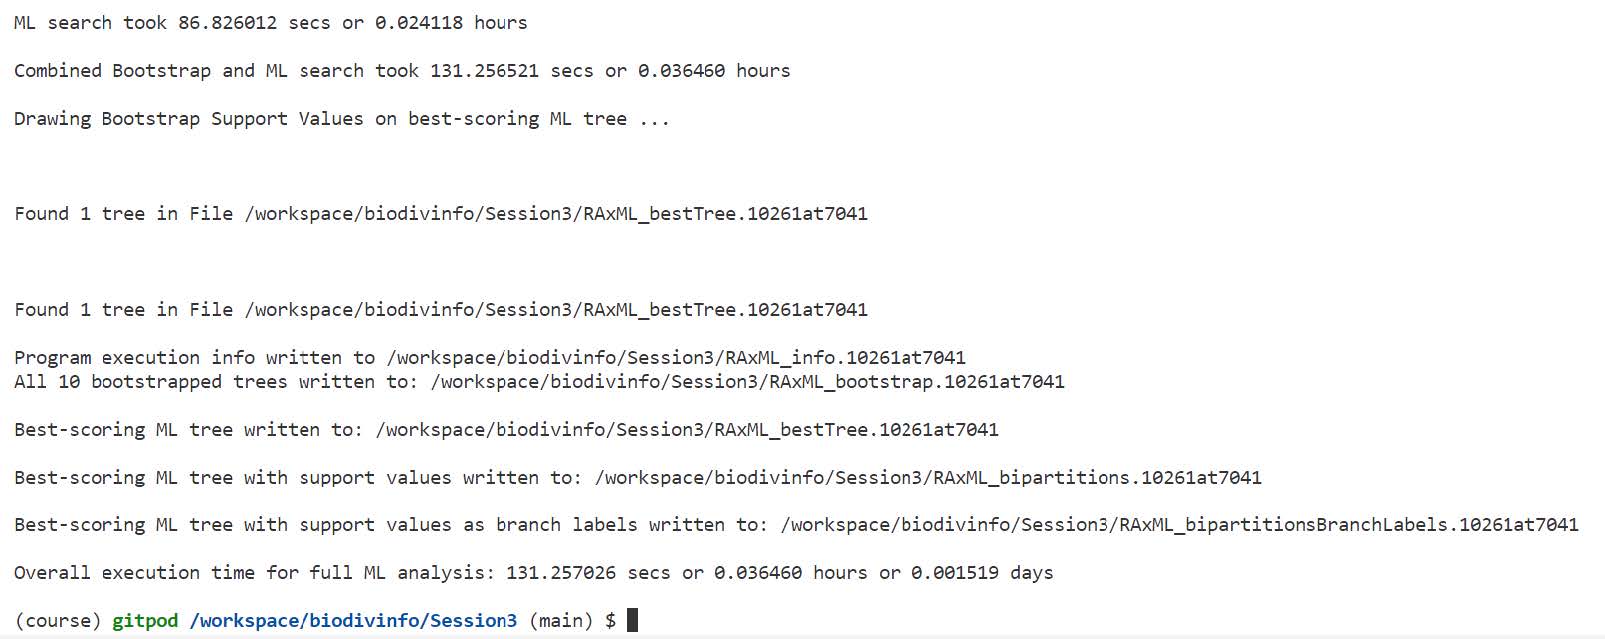 ML search took 86.826012 secs or 0.024118 hours
Combined Bootstrap and ML search took 131.256521 secs or 0.036460 hours
Drawing Bootstrap Support Values on best-scoring ML tree ...
Found 1 tree in File /workspace/biodivinfo/Session3/RAxML_bestTree.10261at7041
Found 1 tree in File /workspace/biodivinfo/Session3/RAxML_bestTree.10261at7041
Program execution info written to /workspace/biodivinfo/Session3/RAxML_info.10261at7041
All 10 bootstrapped trees written to: /workspace/biodivinfo/Session3/RAxML_bootstrap.10261at7041
Best-scoring ML tree written to: /workspace/biodivinfo/Session3/RAxML_bestTree.10261at7041
Best-scoring ML tree with support values written to: /workspace/biodivinfo/Session3/RAxML_bipartitions.10261at7041
Best-scoring ML tree with support values as branch labels written to: /workspace/biodivinfo/Session3/RAxML_bipartitionsBranchLabels.10261at7041
Overall execution time for full ML analysis: 131.257026 secs or 0.036460 hours or 0.001519 days
(course) gitpod /workspace/biodivinfo/Session3 (main) $